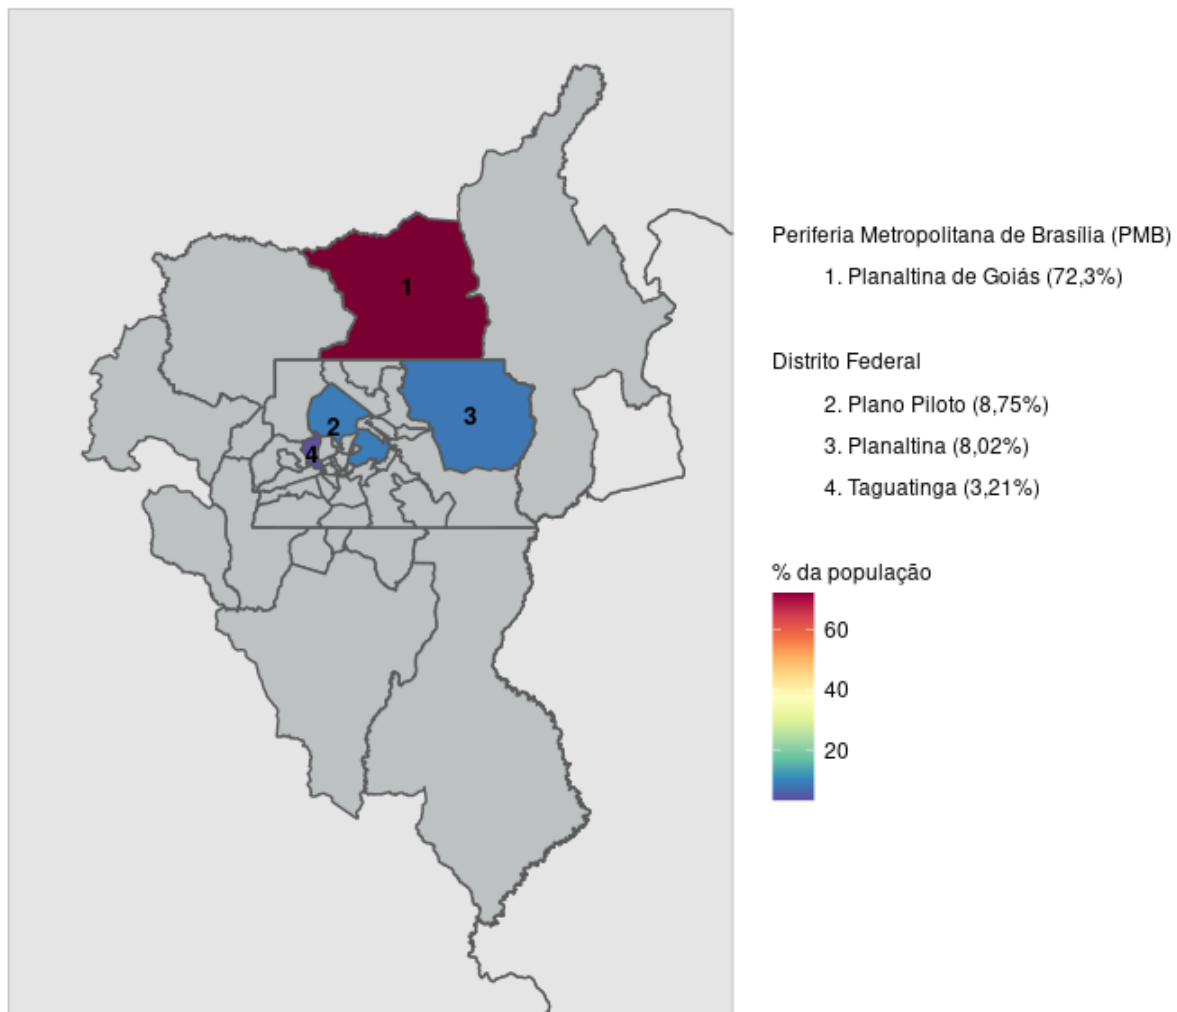 1
2
3
4
Periferia Metropolitana de Brasília (PMB)
1. Planaltina de Goiás (72,3%)
Distrito Federal
2. Plano Piloto (8,75%)
3. Planaltina (8,02%)
4. Taguatinga (3,21%)
% da população
60
40
20